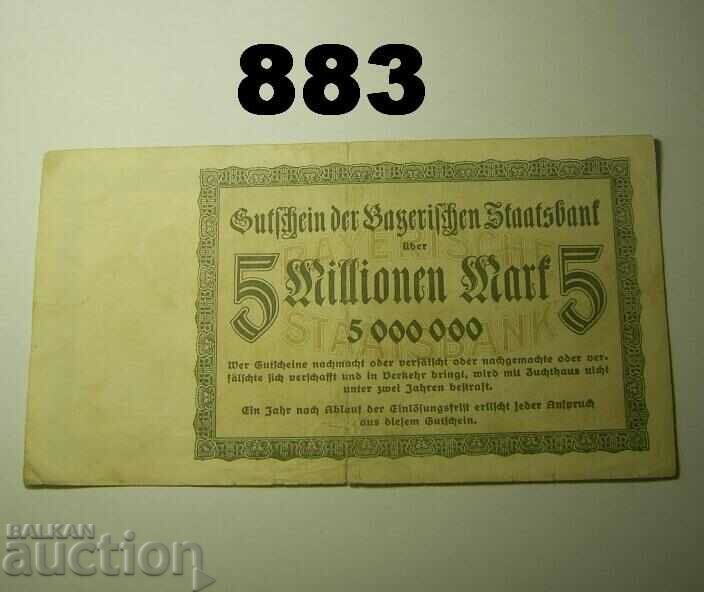 883
Gutschein der Bayerischen Staatsbank
über
BAYERISCHE
5 Millionen Mark 5
5 000 000
STAATSBANK
Wer Gutscheine nachmacht oder verfälscht oder nachgemachte oder ver-
fälschte sich verschafft und in Verkehr bringt, wird mit Zuchthaus nicht
unter zwei Jahren bestraft.
Ein Jahr nach Ablauf der Einlösungsfrist erlischt jeder Anspruch
aus diesem Gutschein.
BALKAN
auction